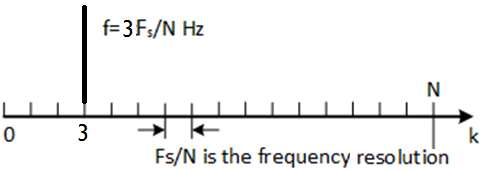 f=3Fs/N Hz
N
0 3 k
Fs/N is the frequency resolution